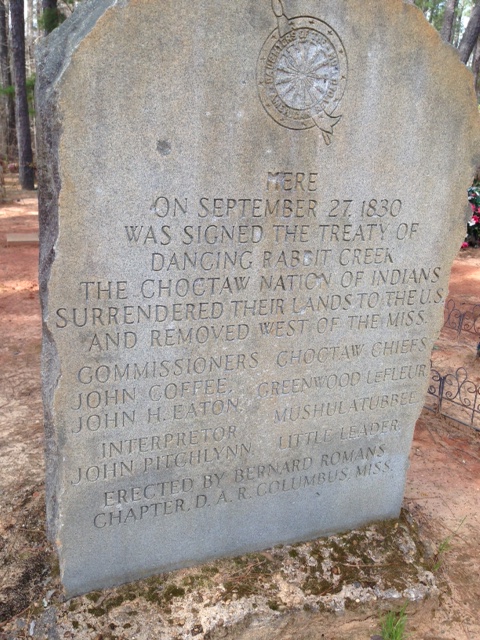 HERE
ON SEPTEMBER 27, 1830
WAS SIGNED THE TREATY OF
DANCING RABBIT CREEK
THE CHOCTAW NATION OF INDIANS
SURRENDERED THEIR LANDS TO THE U.S.
AND REMOVED WEST OF THE MISS.
COMMISSIONERS CHOCTAW CHIEFS
JOHN COFFEE, GREENWOOD LEFLEUR
JOHN H. EATON, MUSHULATUBBEE
INTERPRETOR LITTLE LEADER
JOHN PITCHLYNN.
ERECTED BY BERNARD ROMANS
CHAPTER, D.A.R. COLUMBUS, MISS.